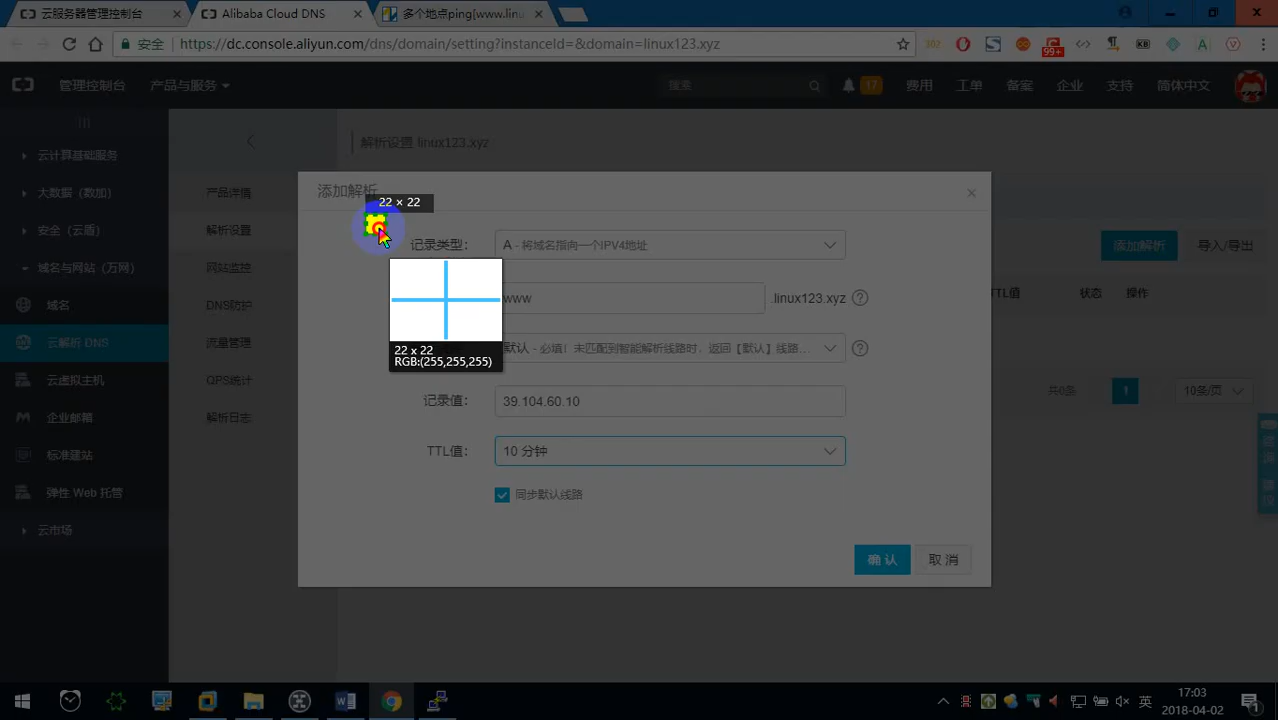 云服务器管理控制台
Alibaba Cloud DNS
多个地点ping[www.linu
安全
https://dc.console.aliyun.com/dns/domain/setting?instanceId=&domain=linux123.xyz
99+
管理控制台
产品与服务
搜索
17
费用
工单
备案
企业
支持
简体中文
云计算基础服务
大数据（数加）
安全（云盾）
域名与网站（万网）
域名
云解析 DNS
云虚拟主机
企业邮箱
标准建站
弹性 Web 托管
云市场
产品详情
解析设置
网站监控
DNS防护
流量管理
QPS统计
解析日志
解析设置 linux123.xyz
添加解析
导入/导出
TTL值
状态
操作
共0条
1
10条/页
添加解析
×
22 × 22
记录类型：
A - 将域名指向一个IPV4地址
www
.linux123.xyz
?
默认 - 必填！未匹配到智能解析线路时，返回【默认】线路...
?
22 x 22
RGB:(255,255,255)
记录值：
39.104.60.10
TTL值：
10 分钟
同步默认线路
确 认
取 消
英
17:03
2018-04-02